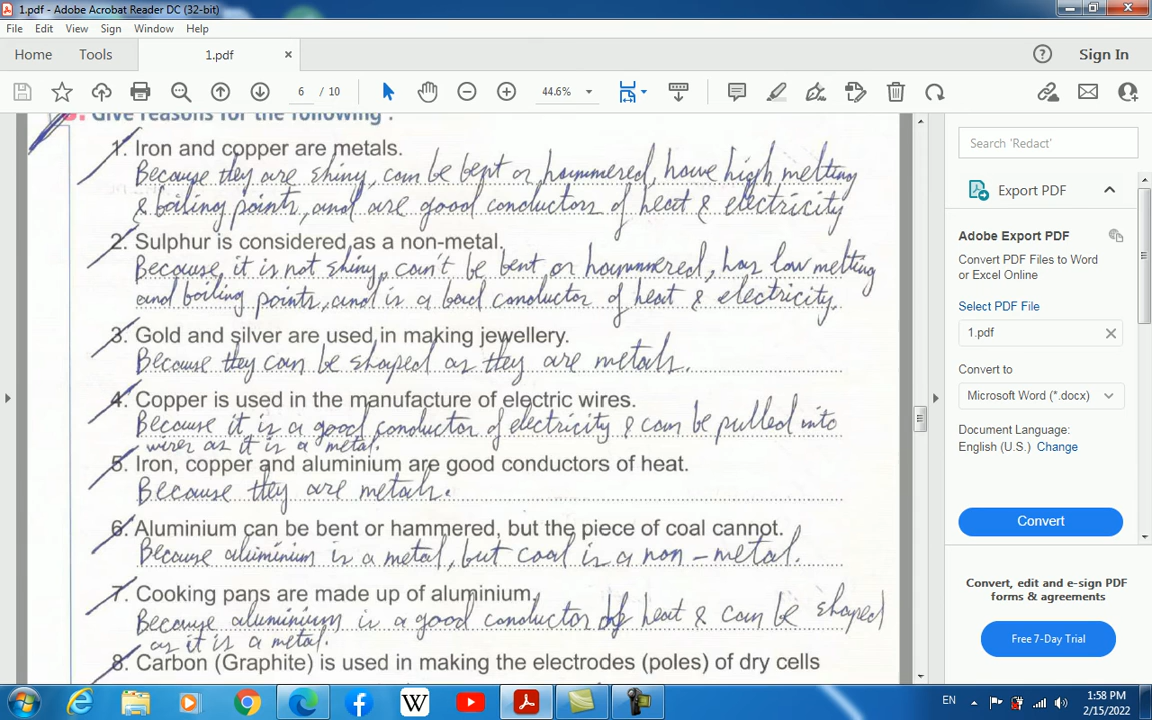 1.pdf - Adobe Acrobat Reader DC (32-bit)
File Edit View Sign Window Help
Home Tools 1.pdf × Sign In
6 / 10 44.6%
Give reasons for the following :
1. Iron and copper are metals.
Because they are shiny, can be bent or hammered, have high melting
& boiling points, and are good conductors of heat & electricity
2. Sulphur is considered as a non-metal.
Because, it is not shiny, can't be bent or hammered, has low melting
and boiling points, and is a bad conductor of heat & electricity.
3. Gold and silver are used in making jewellery.
Because they can be shaped as they are metals.
4. Copper is used in the manufacture of electric wires.
Because it is a good conductor of electricity & can be pulled into
wires as it is a metal.
5. Iron, copper and aluminium are good conductors of heat.
Because they are metals.
6. Aluminium can be bent or hammered, but the piece of coal cannot.
Because aluminium is a metal, but coal is a non-metal.
7. Cooking pans are made up of aluminium.
Because aluminium is a good conductor of heat & can be shaped
as it is a metal.
8. Carbon (Graphite) is used in making the electrodes (poles) of dry cells
Search 'Redact'
Export PDF
Adobe Export PDF
Convert PDF Files to Word
or Excel Online
Select PDF File
1.pdf
Convert to
Microsoft Word (*.docx)
Document Language:
English (U.S.) Change
Convert
Convert, edit and e-sign PDF
forms & agreements
Free 7-Day Trial
EN
1:58 PM
2/15/2022